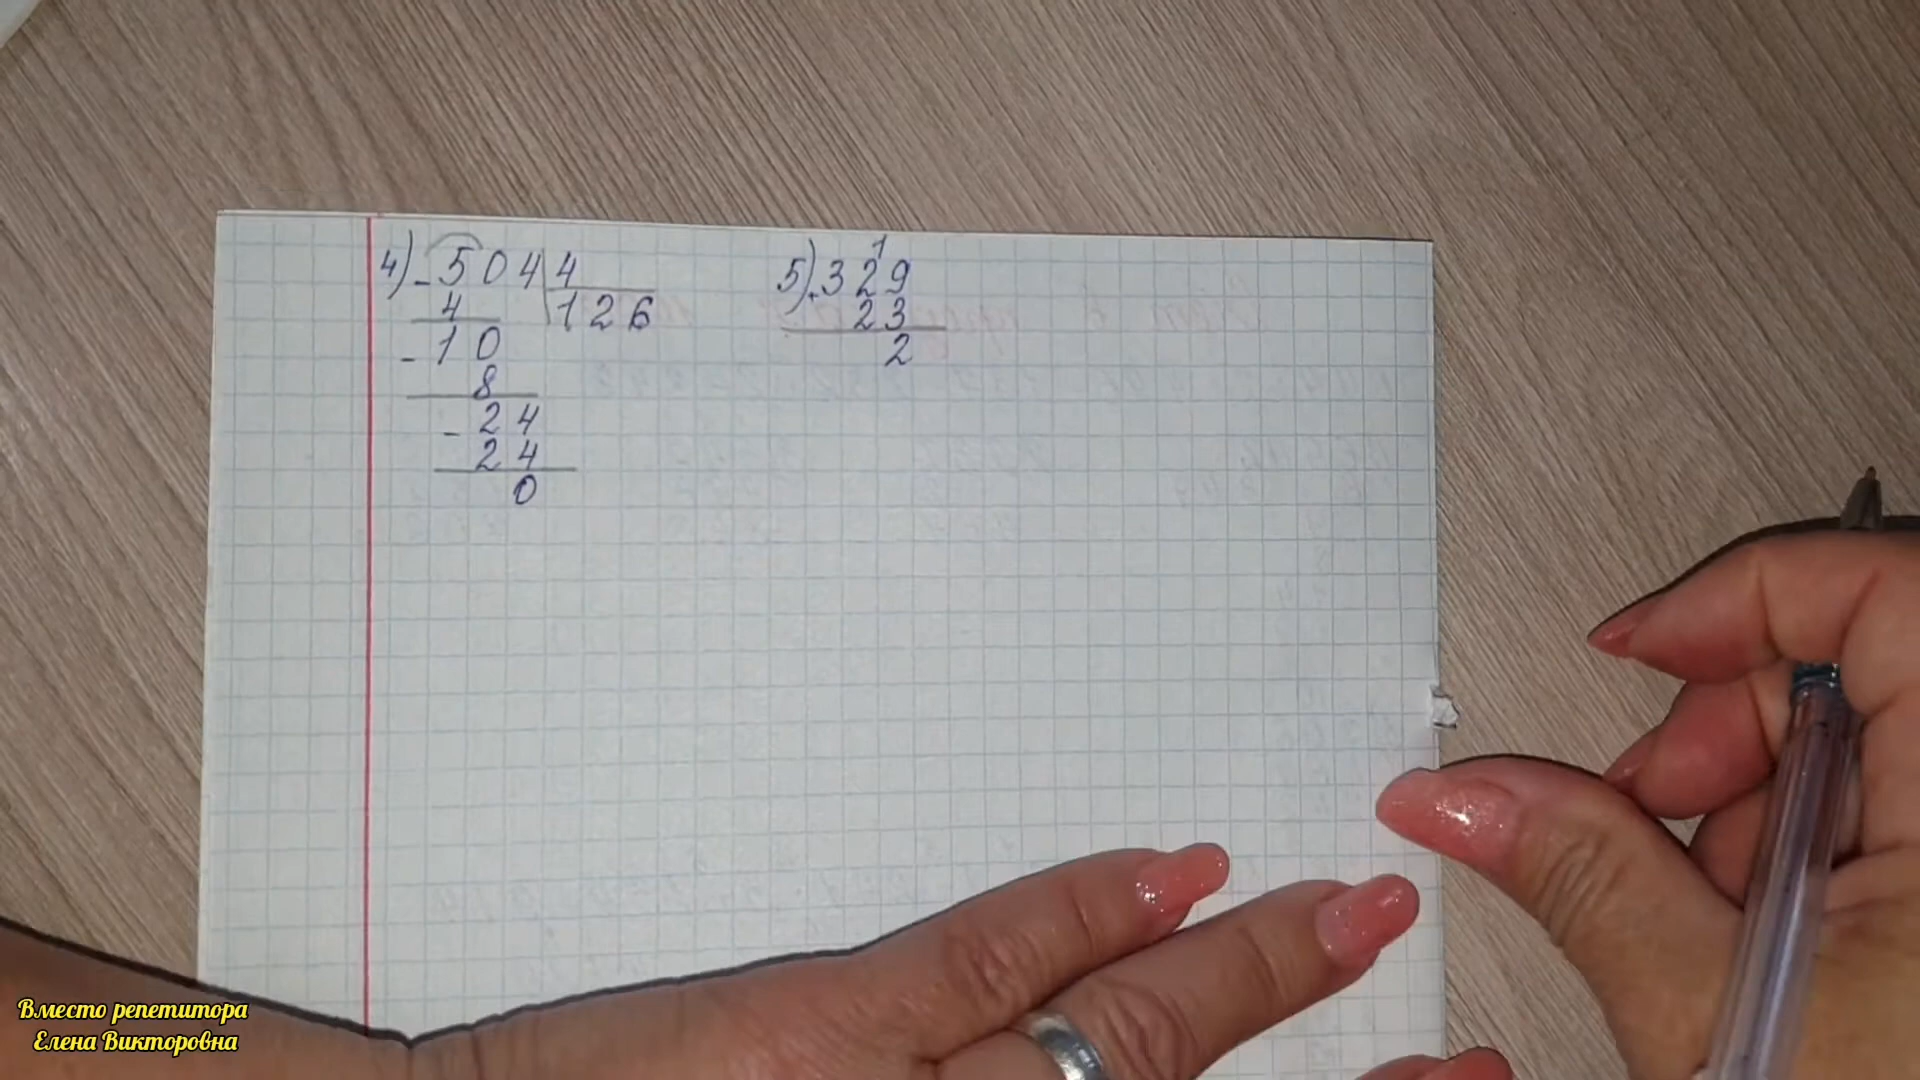 4) - 504 | 4
4 126
- 10
8
- 24
24
0
1
5) + 329
23
2
Вместо репетитора
Елена Викторовна